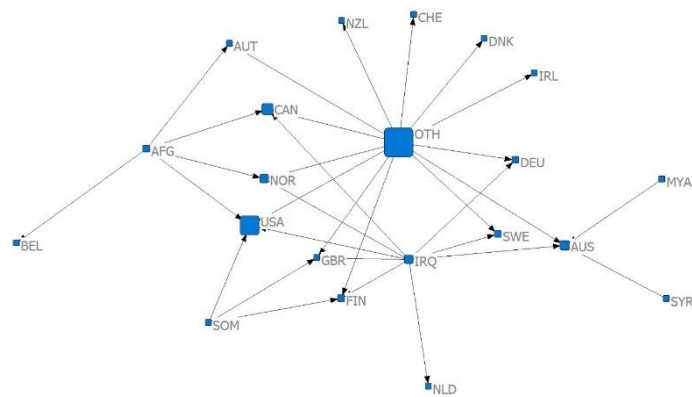 NZL
CHE
DNK
AUT
IRL
CAN
OTH
AFG
DEU
NOR
MYA
USA
SWE
AUS
BEL
GBR
IRQ
FIN
SYR
SOM
NLD